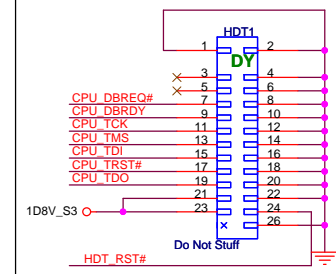 HDT1
1 2
DY
3 4
5 6
CPU_DBREQ# 7 8
CPU_DBRDY 9 10
CPU_TCK 11 12
CPU_TMS 13 14
CPU_TDI 15 16
CPU_TRST# 17 18
CPU_TDO 19 20
21 22
1D8V_S3 23 24
26
Do Not Stuff
HDT_RST#